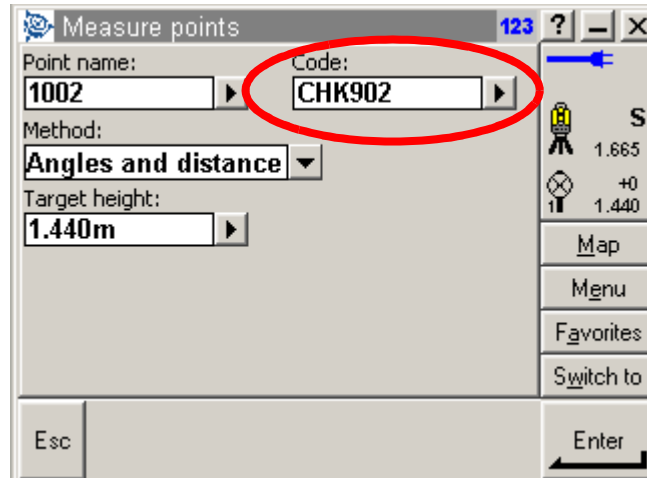 Measure points 123 ?
Point name: Code:
1002 CHK902
Method:
Angles and distance
Target height:
1.440m
S
1.665
+0
1 1.440
Map
Menu
Favorites
Switch to
Esc Enter